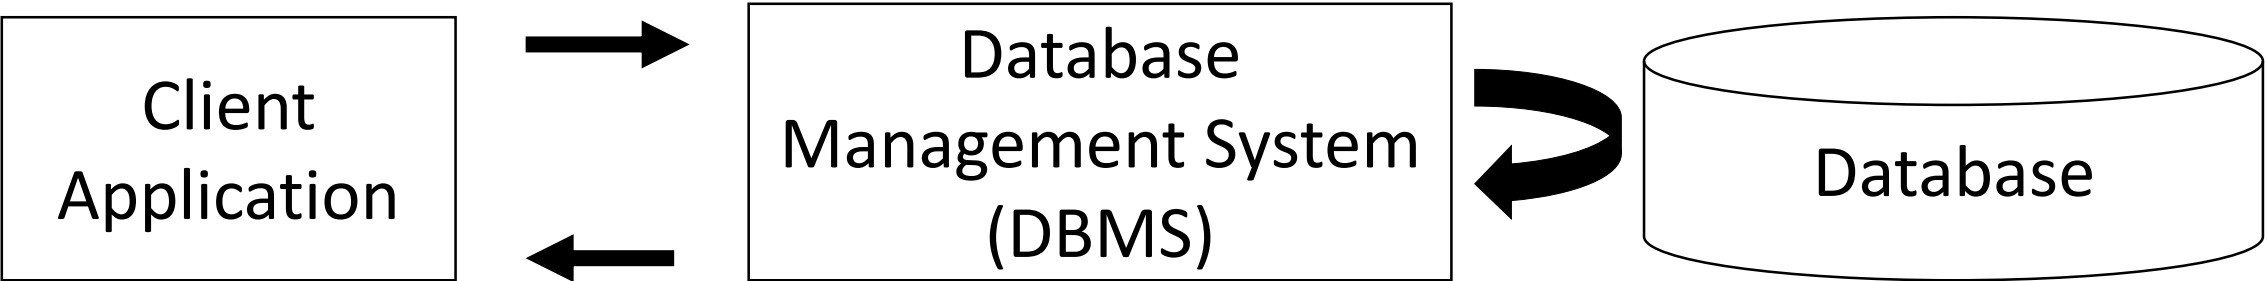 Client
Application
Database
Management System
(DBMS)
Database